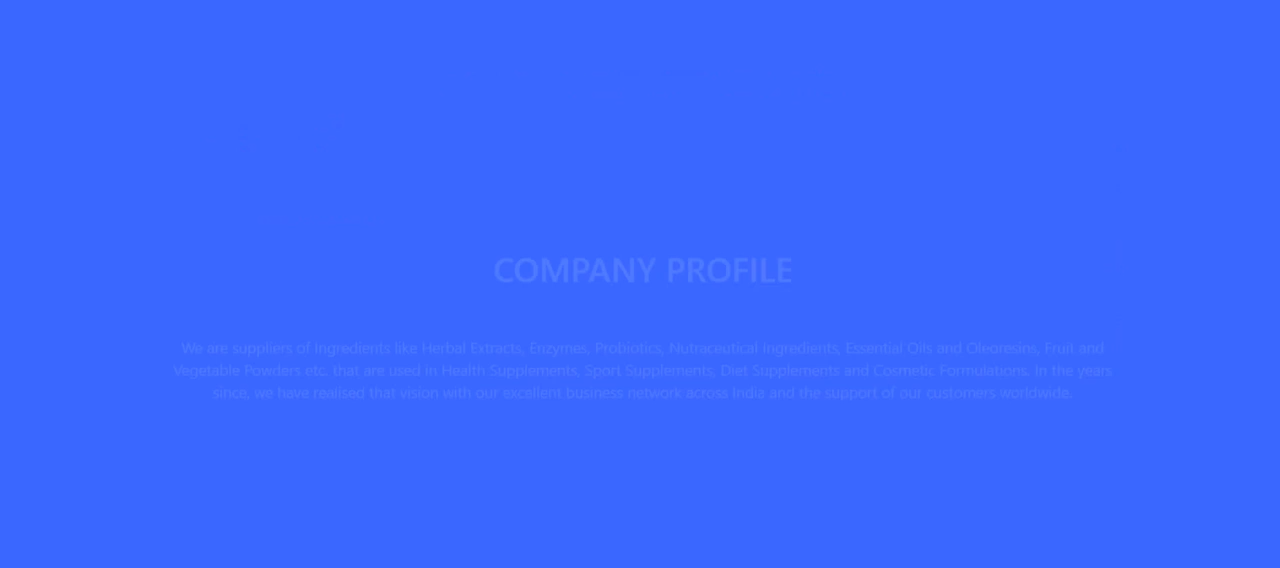 COMPANY PROFILE
We are suppliers of Ingredients like Herbal Extracts, Enzymes, Probiotics, Nutraceutical Ingredients, Essential Oils and Oleoresins, Fruit and
Vegetable Powders etc. that are used in Health Supplements, Sport Supplements, Diet Supplements and Cosmetic Formulations. In the years
since, we have realised that vision with our excellent business network across India and the support of our customers worldwide.